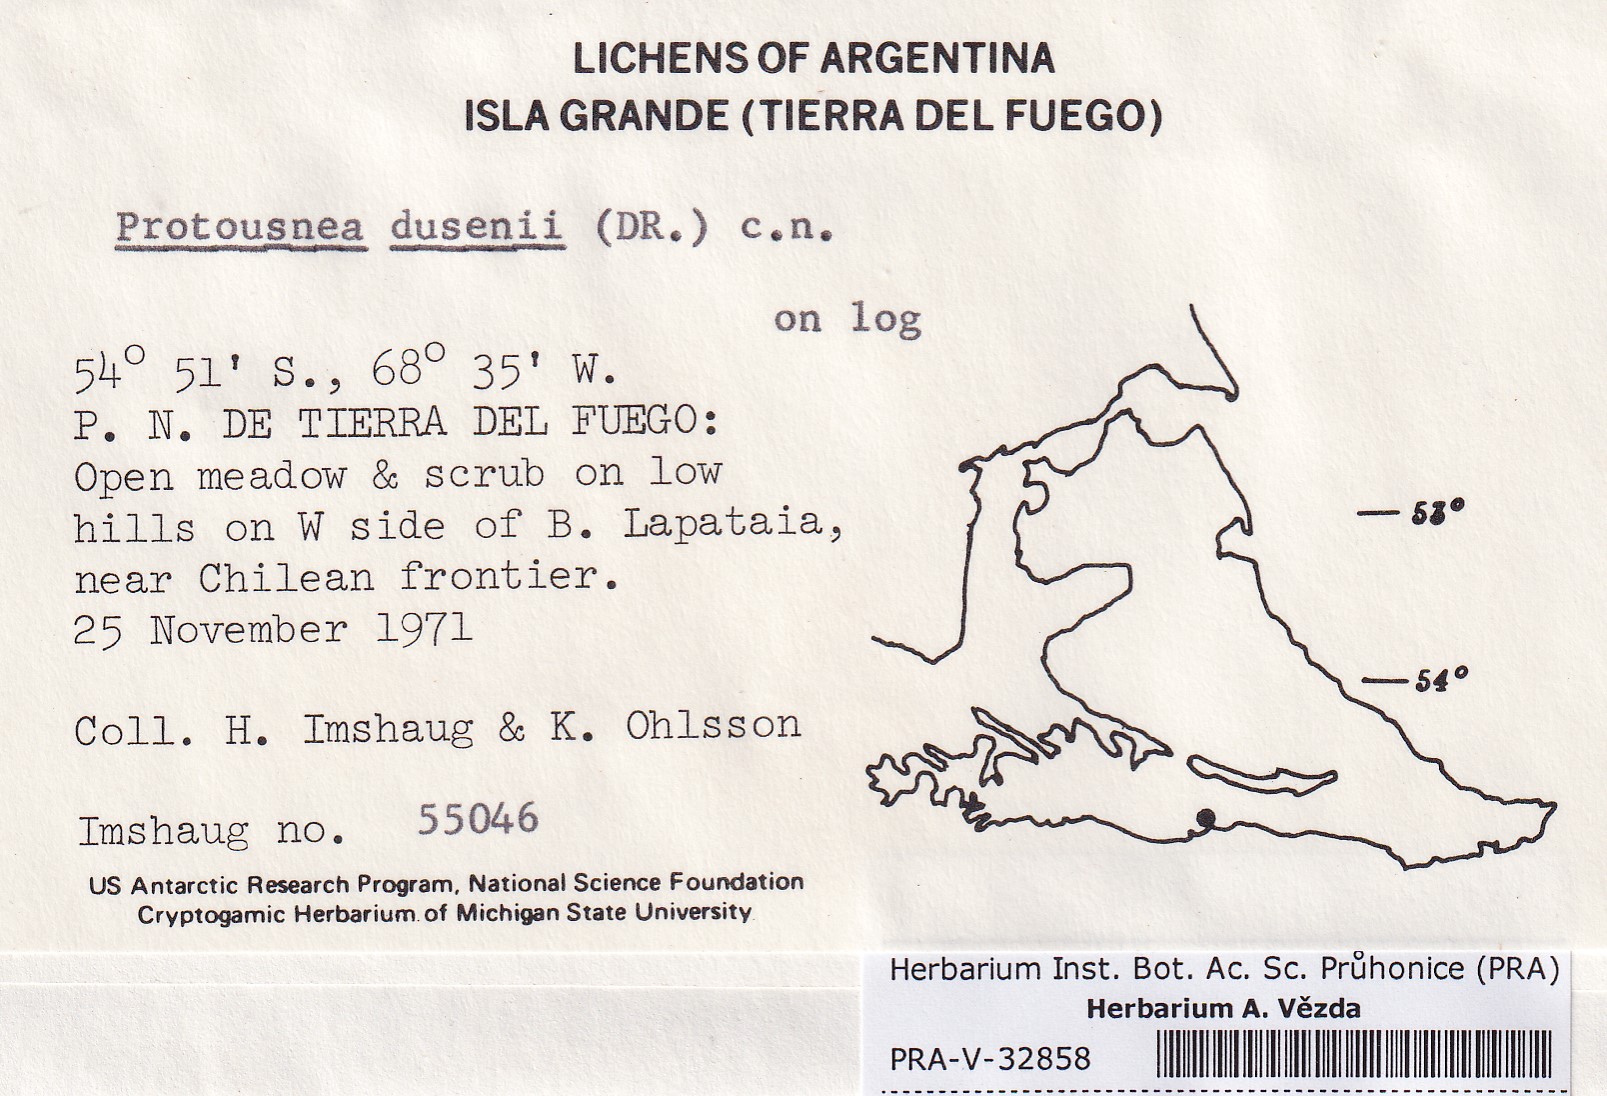 LICHENS OF ARGENTINA
ISLA GRANDE (TIERRA DEL FUEGO)
Protousnea dusenii (DR.) c.n.
on log
54° 51' S., 68° 35' W.
P. N. DE TIERRA DEL FUEGO:
Open meadow & scrub on low
hills on W side of B. Lapataia,
near Chilean frontier.
25 November 1971
Coll. H. Imshaug & K. Ohlsson
Imshaug no. 55046
US Antarctic Research Program, National Science Foundation
Cryptogamic Herbarium of Michigan State University
53°
54°
Herbarium Inst. Bot. Ac. Sc. Průhonice (PRA)
Herbarium A. Vězda
PRA-V-32858